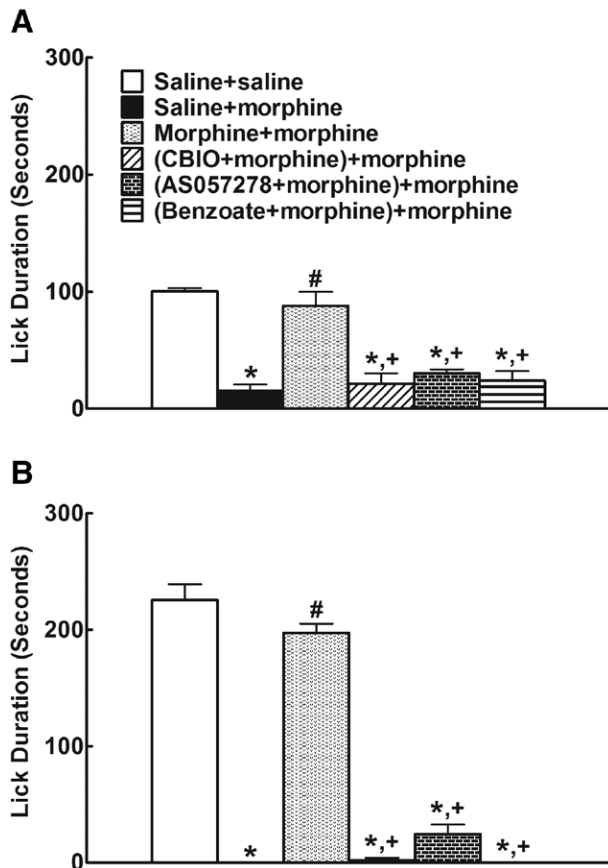 A
300
200
100
0
Lick Duration (Seconds)
Saline+saline
Saline+morphine
Morphine+morphine
(CBIO+morphine)+morphine
(AS057278+morphine)+morphine
(Benzoate+morphine)+morphine
*
#
*,+
*,+
*,+
B
300
200
100
0
Lick Duration (Seconds)
*
#
*,+
*,+
*,+